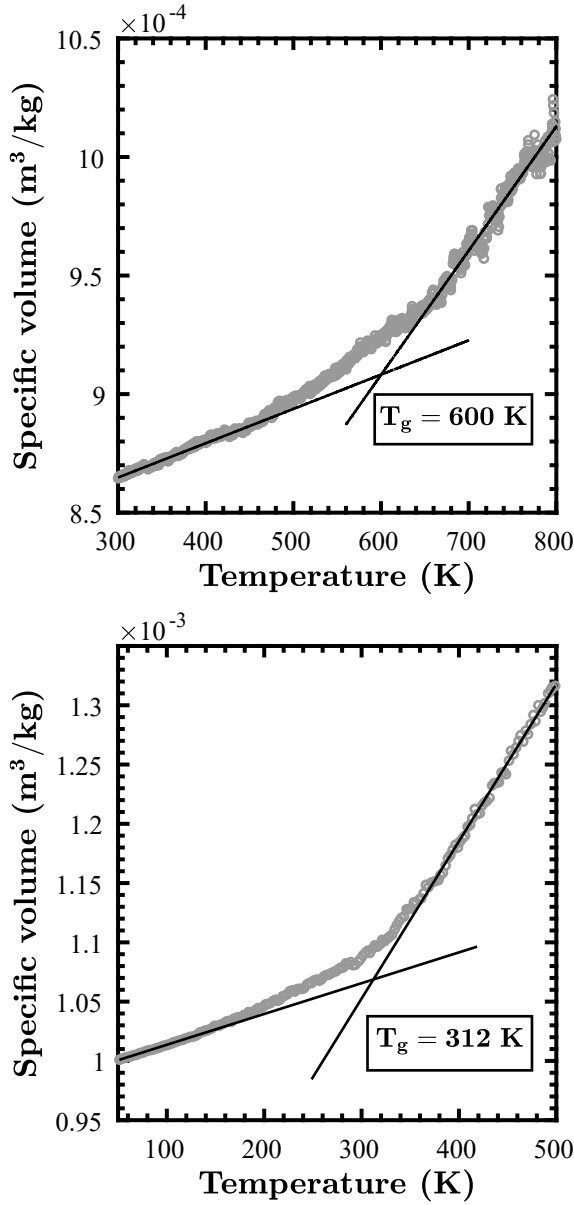 ×10⁻⁴
10.5
10
9.5
9
8.5
Specific volume (m³/kg)
T_g = 600 K
300 400 500 600 700 800
Temperature (K)
×10⁻³
1.3
1.25
1.2
1.15
1.1
1.05
1
0.95
Specific volume (m³/kg)
T_g = 312 K
100 200 300 400 500
Temperature (K)